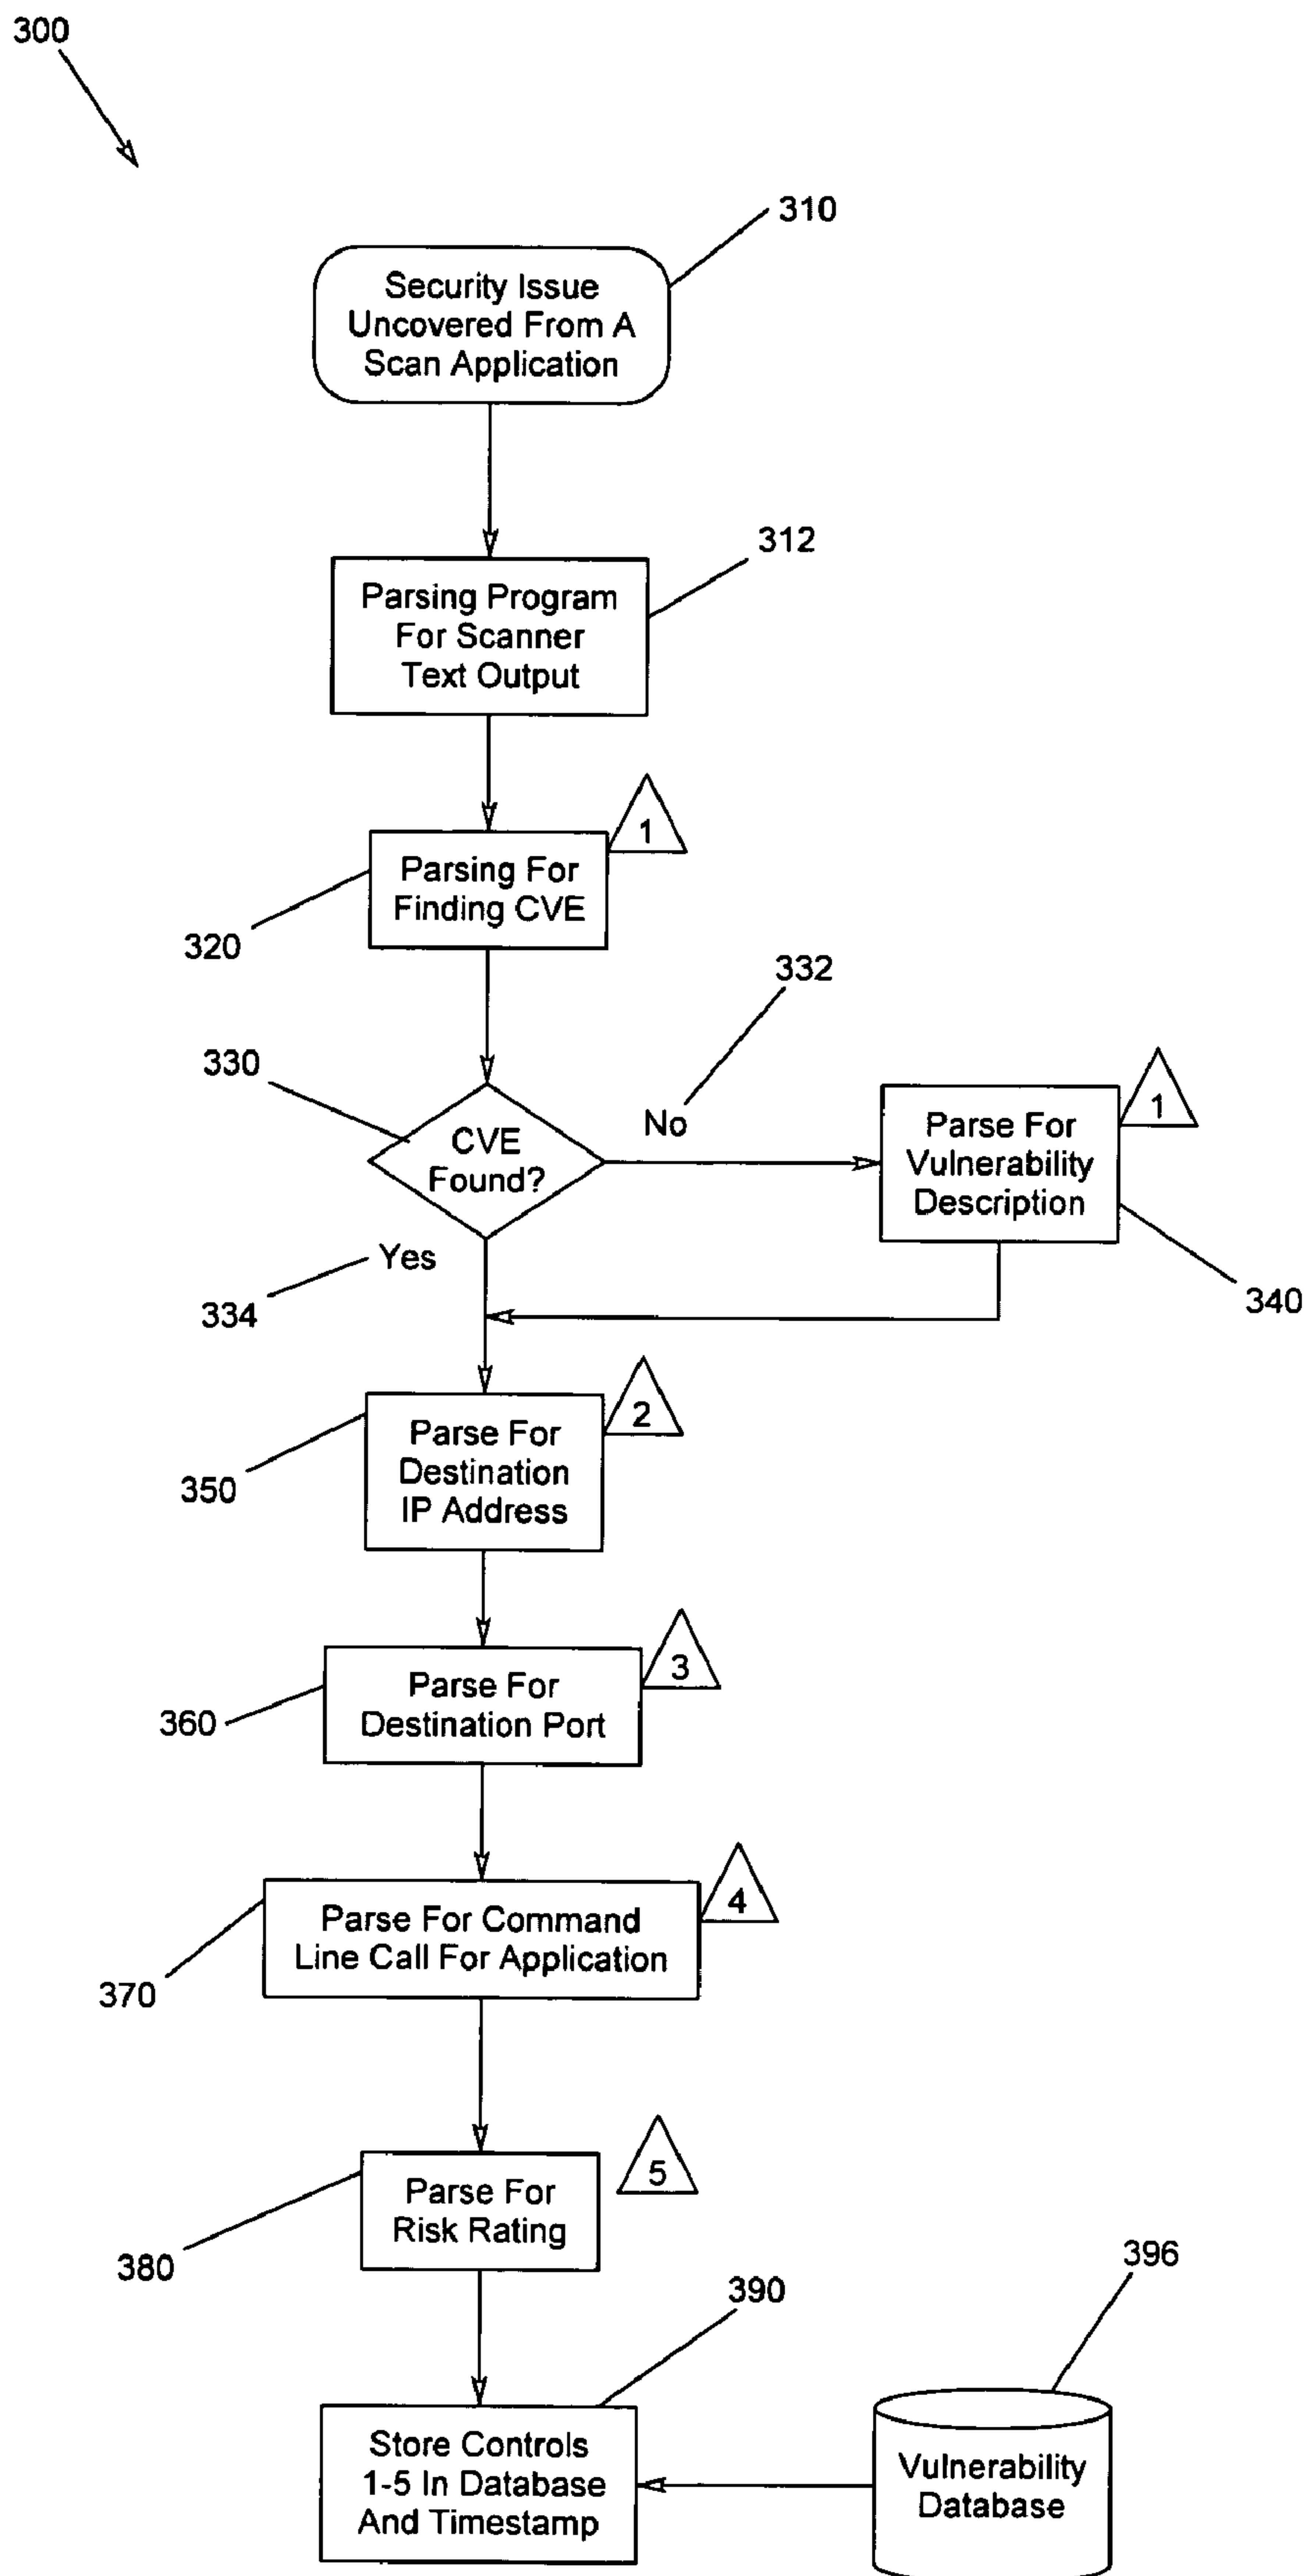 300
310
Security Issue
Uncovered From A
Scan Application
312
Parsing Program
For Scanner
Text Output
1
Parsing For
Finding CVE
320
332
330
No
CVE
Found?
1
Parse For
Vulnerability
Description
Yes
334
340
2
Parse For
Destination
IP Address
350
3
Parse For
Destination Port
360
4
Parse For Command
Line Call For Application
370
5
Parse For
Risk Rating
380
390
396
Store Controls
1-5 In Database
And Timestamp
Vulnerability
Database